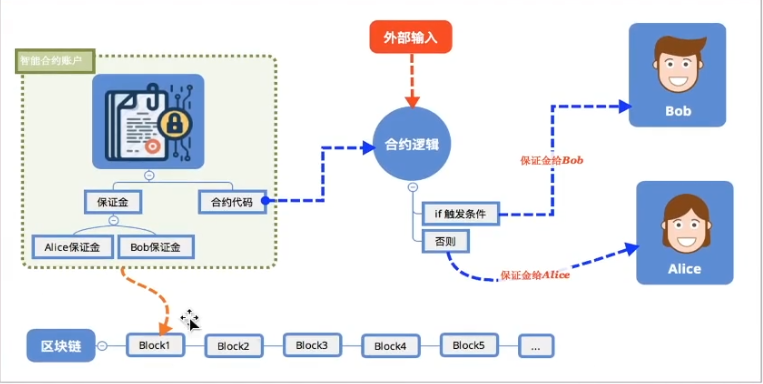 智能合约账户
外部输入
Bob
合约逻辑
保证金给Bob
保证金
合约代码
if 触发条件
Alice保证金
Bob保证金
否则
保证金给Alice
Alice
区块链
Block1
Block2
Block3
Block4
Block5
...